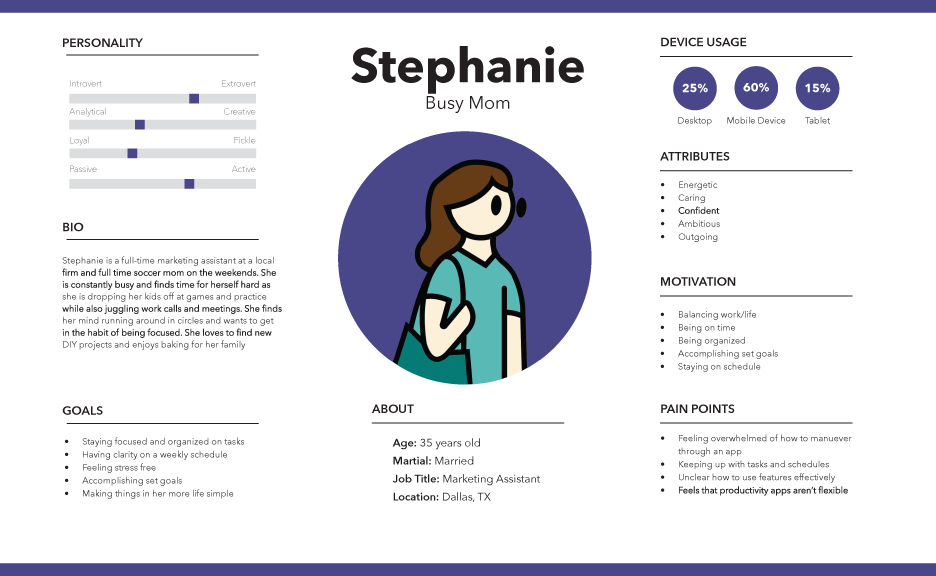 PERSONALITY
Introvert Extrovert
Analytical Creative
Loyal Fickle
Passive Active
BIO
Stephanie is a full-time marketing assistant at a local
firm and full time soccer mom on the weekends. She
is constantly busy and finds time for herself hard as
she is dropping her kids off at games and practice
while also juggling work calls and meetings. She finds
her mind running around in circles and wants to get
in the habit of being focused. She loves to find new
DIY projects and enjoys baking for her family
GOALS
• Staying focused and organized on tasks
• Having clarity on a weekly schedule
• Feeling stress free
• Accomplishing set goals
• Making things in her more life simple
Stephanie
Busy Mom
ABOUT
Age: 35 years old
Martial: Married
Job Title: Marketing Assistant
Location: Dallas, TX
DEVICE USAGE
25% 60% 15%
Desktop Mobile Device Tablet
ATTRIBUTES
• Energetic
• Caring
• Confident
• Ambitious
• Outgoing
MOTIVATION
• Balancing work/life
• Being on time
• Being organized
• Accomplishing set goals
• Staying on schedule
PAIN POINTS
• Feeling overwhelmed of how to manuever
through an app
• Keeping up with tasks and schedules
• Unclear how to use features effectively
• Feels that productivity apps aren't flexible